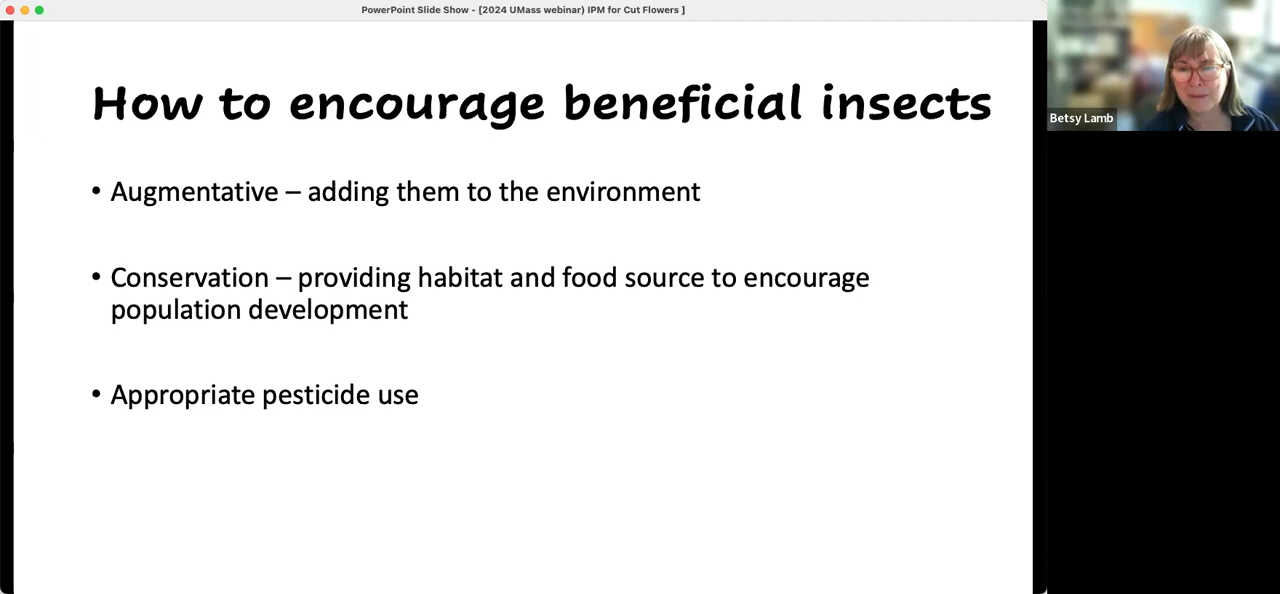 PowerPoint Slide Show - [2024 UMass webinar) IPM for Cut Flowers ]
How to encourage beneficial insects
• Augmentative – adding them to the environment
• Conservation – providing habitat and food source to encourage
population development
• Appropriate pesticide use
Betsy Lamb